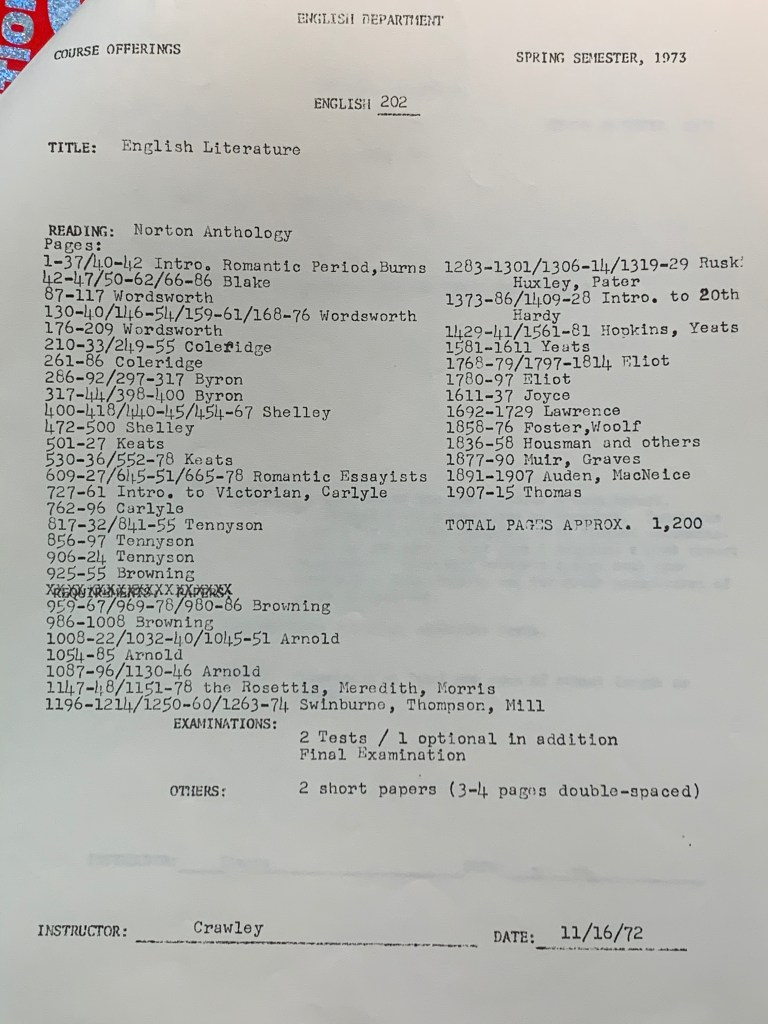 ENGLISH DEPARTMENT
COURSE OFFERINGS
SPRING SEMESTER, 1973
ENGLISH 202
TITLE: English Literature
READING: Norton Anthology
Pages:
1-37/40-42 Intro. Romantic Period,Burns
42-47/50-62/66-86 Blake
87-117 Wordsworth
130-40/146-54/159-61/168-76 Wordsworth
176-209 Wordsworth
210-33/249-55 Coleridge
261-86 Coleridge
286-92/297-317 Byron
317-44/398-400 Byron
400-418/440-45/454-67 Shelley
472-500 Shelley
501-27 Keats
530-36/552-78 Keats
609-27/645-51/665-78 Romantic Essayists
727-61 Intro. to Victorian, Carlyle
762-96 Carlyle
817-32/841-55 Tennyson
856-97 Tennyson
906-24 Tennyson
925-55 Browning
959-67/969-78/980-86 Browning
986-1008 Browning
1008-22/1032-40/1045-51 Arnold
1054-85 Arnold
1087-96/1130-46 Arnold
1147-48/1151-78 the Rosettis, Meredith, Morris
1196-1214/1250-60/1263-74 Swinburne, Thompson, Mill
1283-1301/1306-14/1319-29 Rusk
Huxley, Pater
1373-86/1409-28 Intro. to 20th
Hardy
1429-41/1561-81 Hopkins, Yeats
1581-1611 Yeats
1768-79/1797-1814 Eliot
1780-97 Eliot
1611-37 Joyce
1692-1729 Lawrence
1858-76 Foster,Woolf
1836-58 Housman and others
1877-90 Muir, Graves
1891-1907 Auden, MacNeice
1907-15 Thomas
TOTAL PAGES APPROX. 1,200
EXAMINATIONS:
2 Tests / 1 optional in addition
Final Examination
OTHERS: 2 short papers (3-4 pages double-spaced)
INSTRUCTOR: Crawley
DATE: 11/16/72